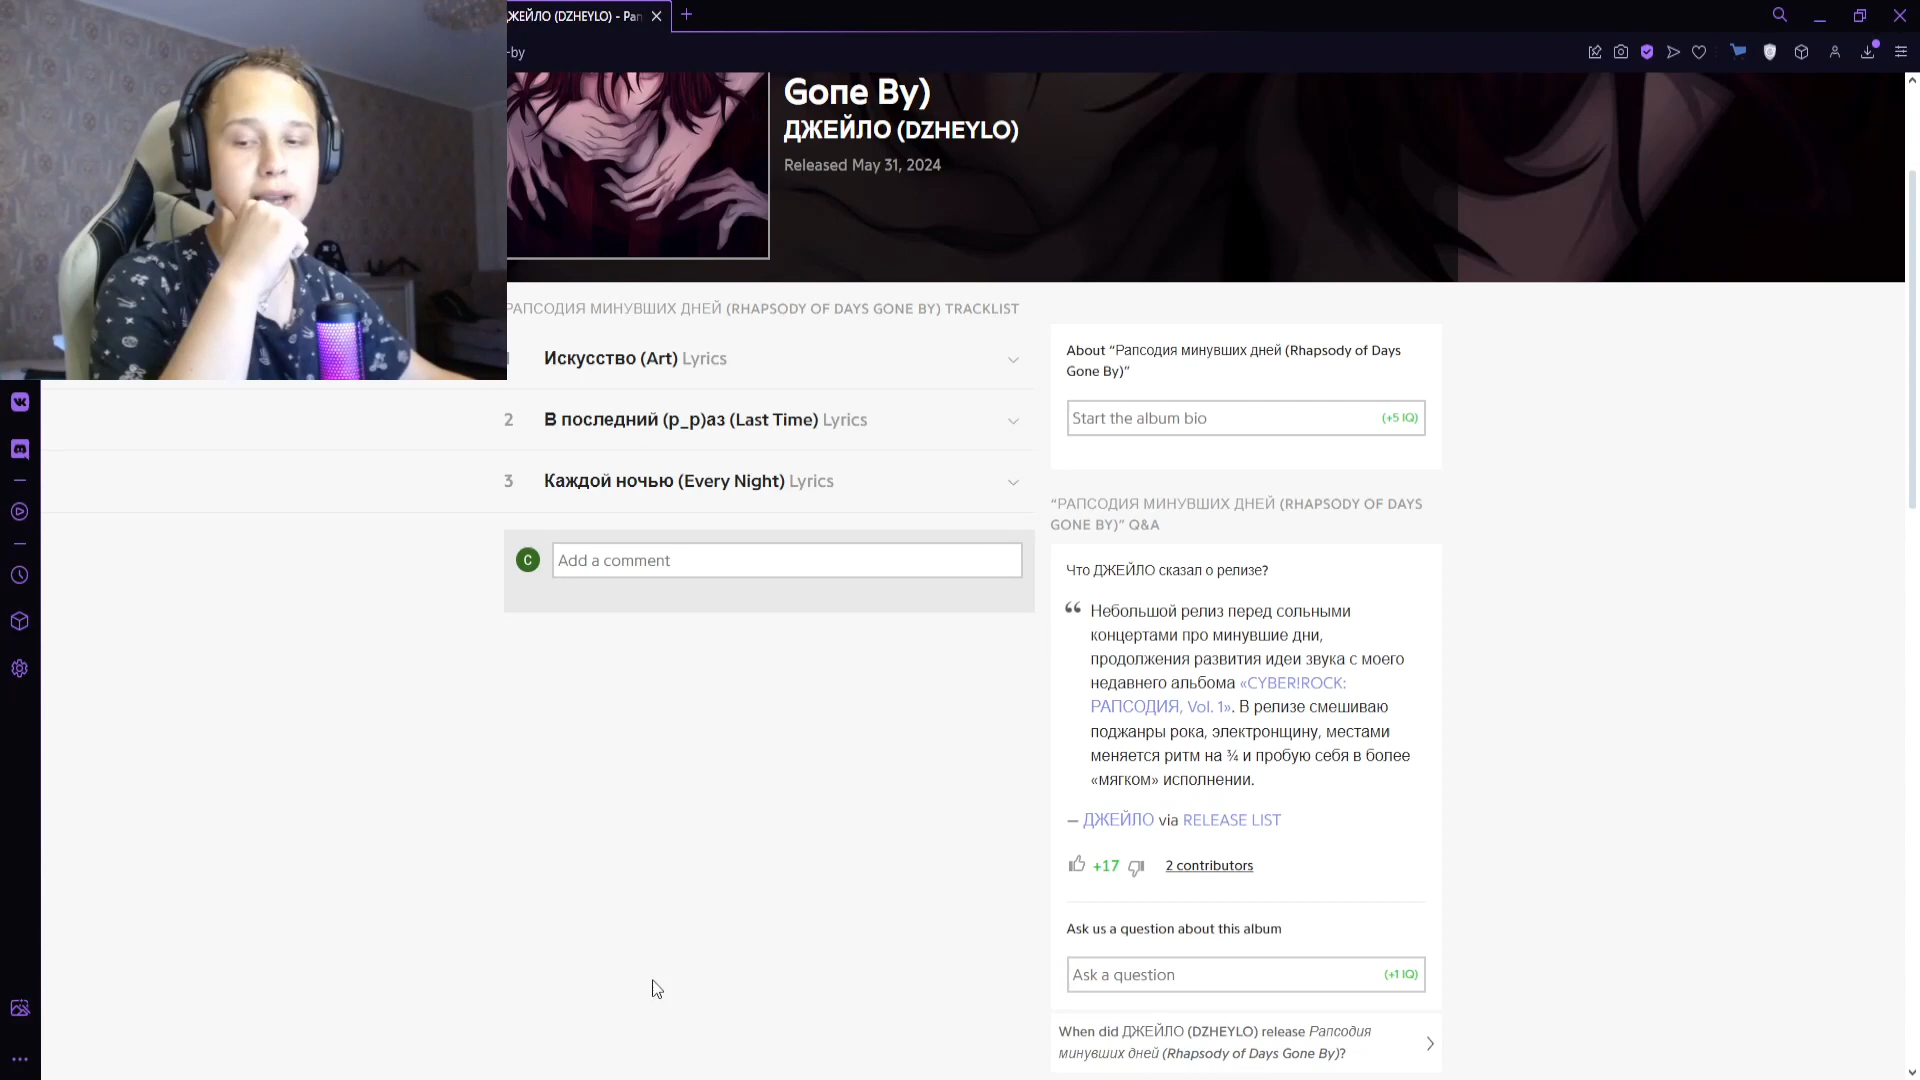 ЖЕЙЛО (DZHEYLO) - Рап
-by
Gone By)
ДЖЕЙЛО (DZHEYLO)
Released May 31, 2024
РАПСОДИЯ МИНУВШИХ ДНЕЙ (RHAPSODY OF DAYS GONE BY) TRACKLIST
Искусство (Art) Lyrics
2 В последний (р_р)аз (Last Time) Lyrics
3 Каждой ночью (Every Night) Lyrics
C Add a comment
About “Рапсодия минувших дней (Rhapsody of Days
Gone By)”
Start the album bio (+5 IQ)
“РАПСОДИЯ МИНУВШИХ ДНЕЙ (RHAPSODY OF DAYS
GONE BY)” Q&A
Что ДЖЕЙЛО сказал о релизе?
“ Небольшой релиз перед сольными
концертами про минувшие дни,
продолжения развития идеи звука с моего
недавнего альбома «CYBER!ROCK:
РАПСОДИЯ, Vol. 1». В релизе смешиваю
поджанры рока, электронщину, местами
меняется ритм на ¾ и пробую себя в более
«мягком» исполнении.
— ДЖЕЙЛО via RELEASE LIST
+17 2 contributors
Ask us a question about this album
Ask a question (+1 IQ)
When did ДЖЕЙЛО (DZHEYLO) release Рапсодия
минувших дней (Rhapsody of Days Gone By)?